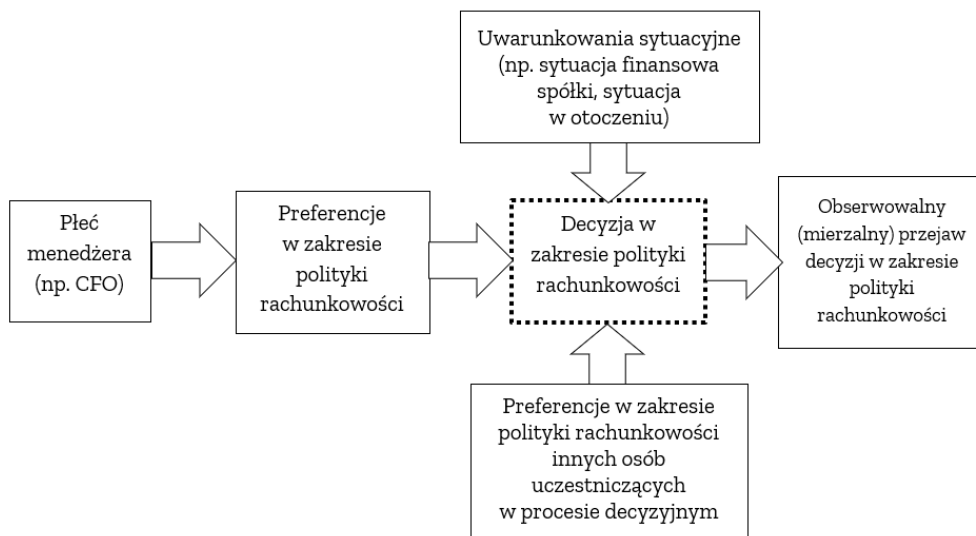 Uwarunkowania sytuacyjne
(np. sytuacja finansowa
spółki, sytuacja
w otoczeniu)
Płeć
menedżera
(np. CFO)
Preferencje
w zakresie
polityki
rachunkowości
Decyzja w
zakresie polityki
rachunkowości
Obserwowalny
(mierzalny) przejaw
decyzji w zakresie
polityki
rachunkowości
Preferencje w zakresie
polityki rachunkowości
innych osób
uczestniczących
w procesie decyzyjnym